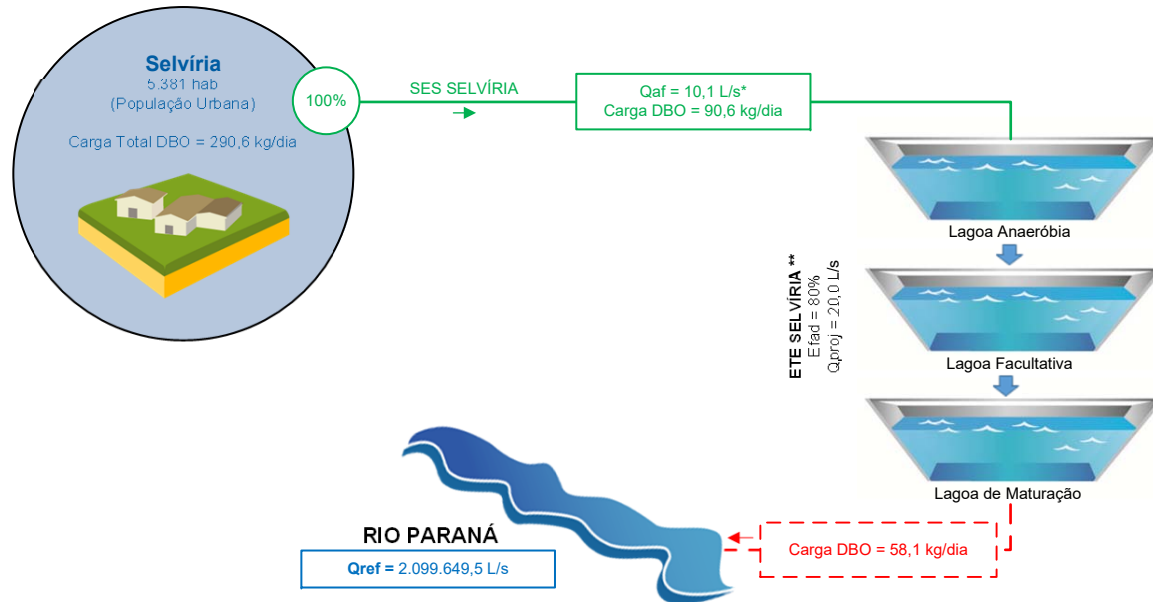 Selvíria
5.381 hab
(População Urbana)
Carga Total DBO = 290,6 kg/dia
100%
SES SELVÍRIA
Qaf = 10,1 L/s*
Carga DBO = 90,6 kg/dia
Lagoa Anaeróbia
ETE SELVÍRIA **
Efad = 80%
Qproj = 20,0 L/s
Lagoa Facultativa
Lagoa de Maturação
RIO PARANÁ
Qref = 2.099.649,5 L/s
Carga DBO = 58,1 kg/dia